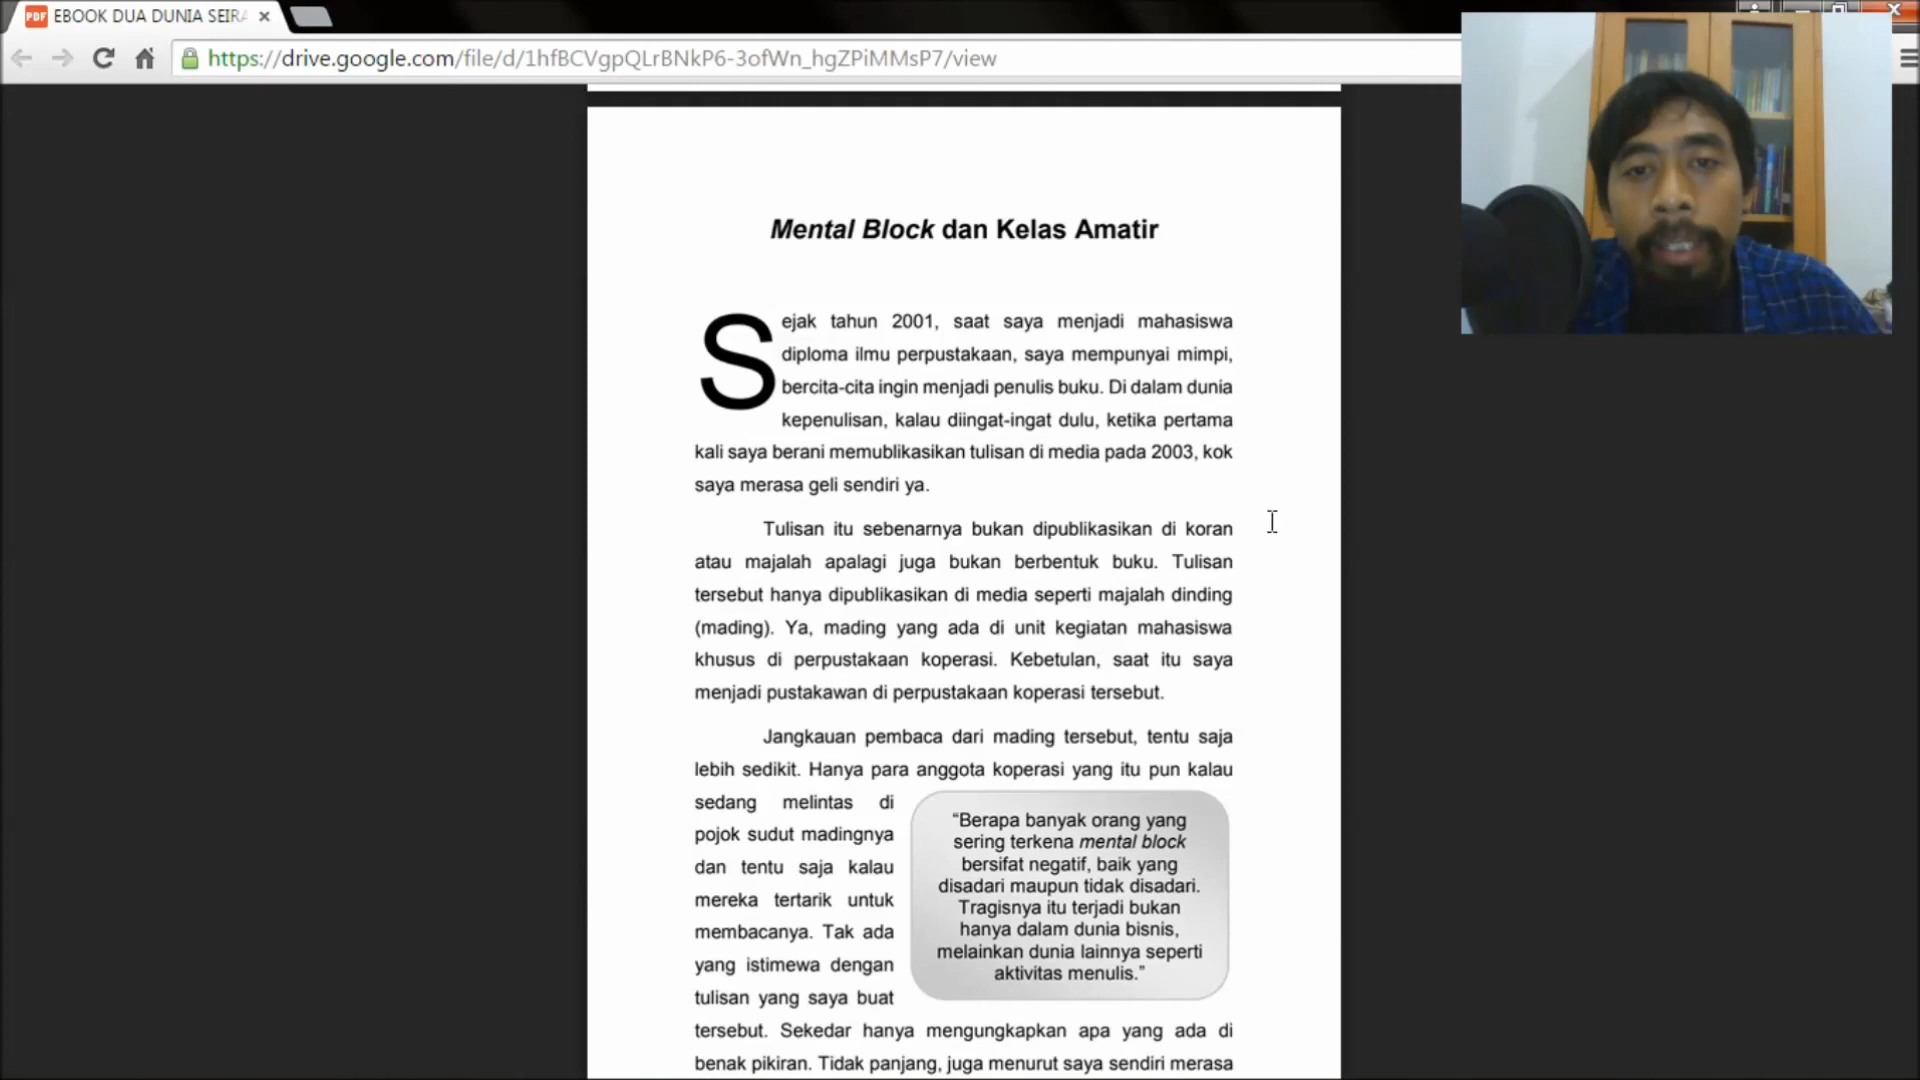 EBOOK DUA DUNIA SEIRA
https://drive.google.com/file/d/1hfBCVgpQLrBNkP6-3ofWn_hgZPiMMsP7/view
Mental Block dan Kelas Amatir
Sejak tahun 2001, saat saya menjadi mahasiswa
diploma ilmu perpustakaan, saya mempunyai mimpi,
bercita-cita ingin menjadi penulis buku. Di dalam dunia
kepenulisan, kalau diingat-ingat dulu, ketika pertama
kali saya berani memublikasikan tulisan di media pada 2003, kok
saya merasa geli sendiri ya.
Tulisan itu sebenarnya bukan dipublikasikan di koran
atau majalah apalagi juga bukan berbentuk buku. Tulisan
tersebut hanya dipublikasikan di media seperti majalah dinding
(mading). Ya, mading yang ada di unit kegiatan mahasiswa
khusus di perpustakaan koperasi. Kebetulan, saat itu saya
menjadi pustakawan di perpustakaan koperasi tersebut.
Jangkauan pembaca dari mading tersebut, tentu saja
lebih sedikit. Hanya para anggota koperasi yang itu pun kalau
sedang melintas di
pojok sudut madingnya
dan tentu saja kalau
mereka tertarik untuk
membacanya. Tak ada
yang istimewa dengan
tulisan yang saya buat
tersebut. Sekedar hanya mengungkapkan apa yang ada di
benak pikiran. Tidak panjang, juga menurut saya sendiri merasa
“Berapa banyak orang yang
sering terkena mental block
bersifat negatif, baik yang
disadari maupun tidak disadari.
Tragisnya itu terjadi bukan
hanya dalam dunia bisnis,
melainkan dunia lainnya seperti
aktivitas menulis.”
PDF